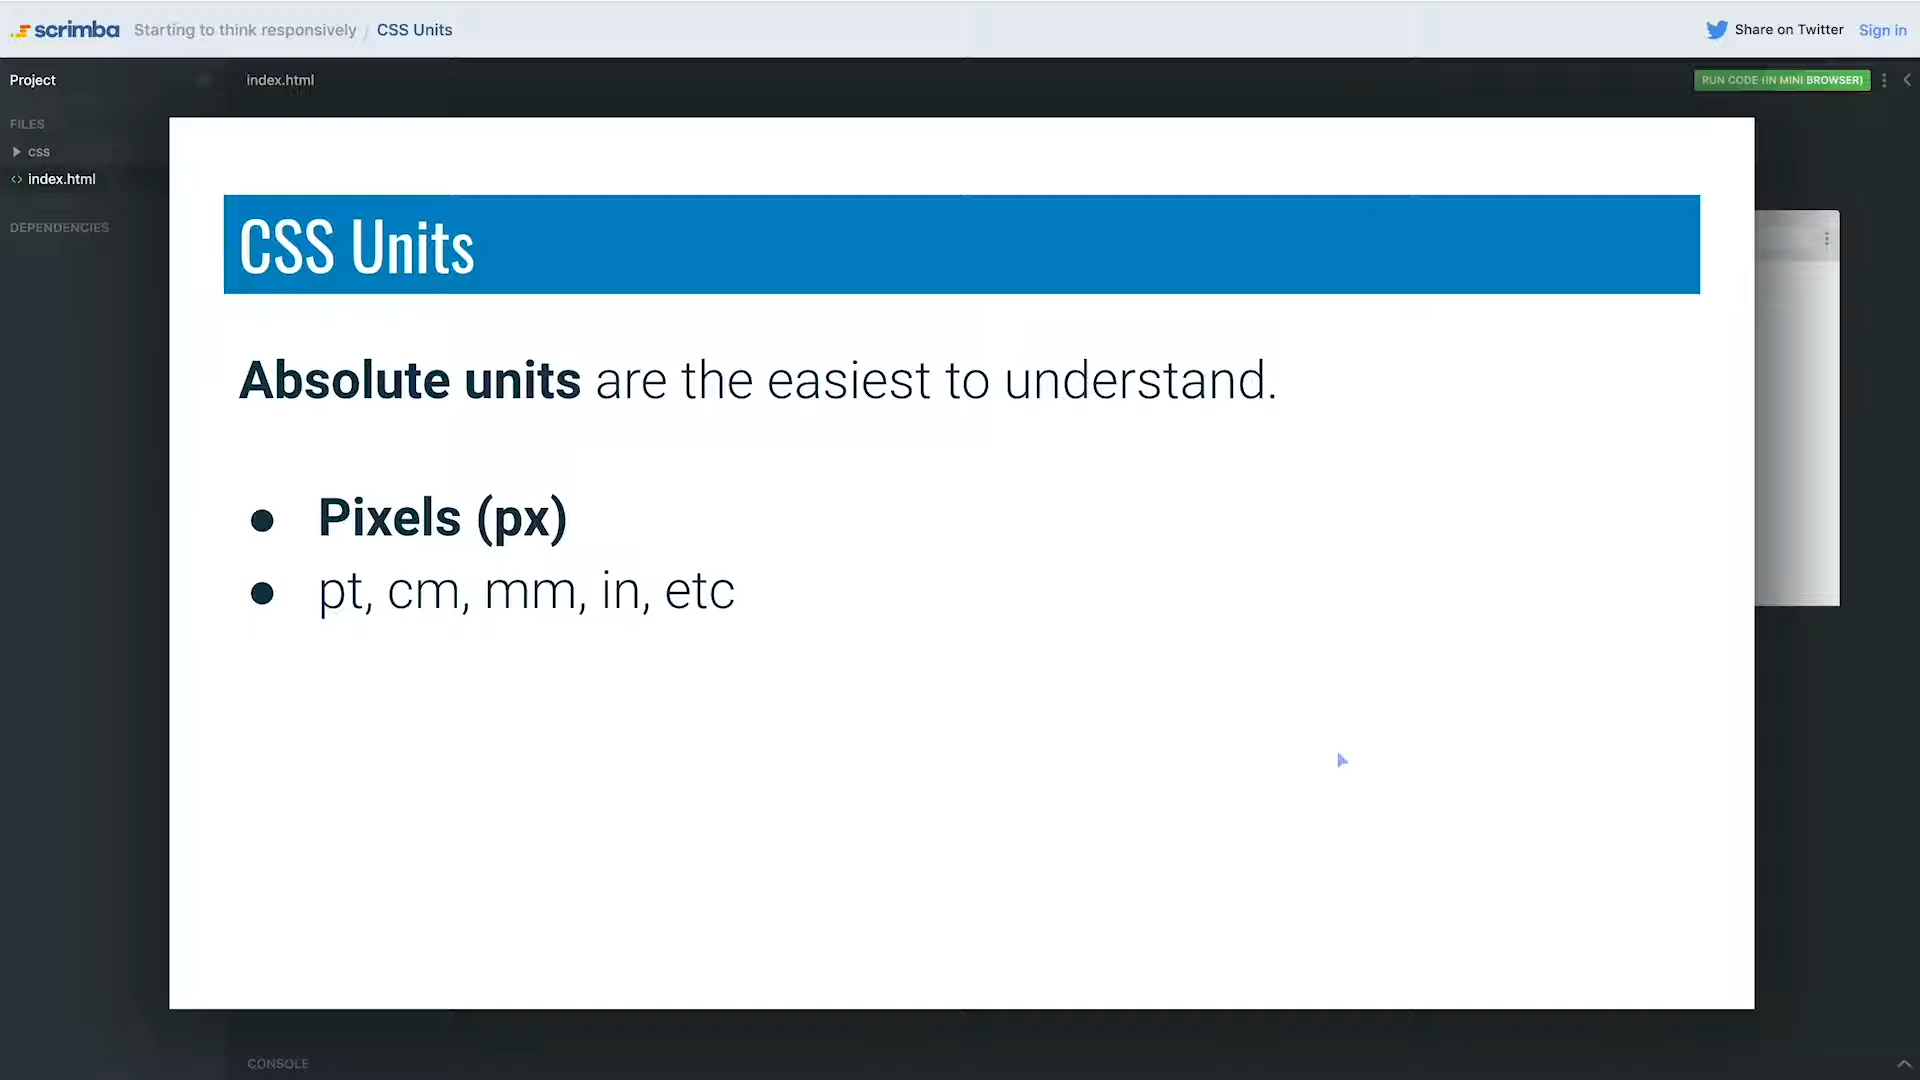 scrimba Starting to think responsively / CSS Units Share on Twitter Sign in
Project index.html RUN CODE (IN MINI BROWSER)
FILES
css
index.html
DEPENDENCIES
CSS Units
Absolute units are the easiest to understand.
● Pixels (px)
● pt, cm, mm, in, etc
CONSOLE